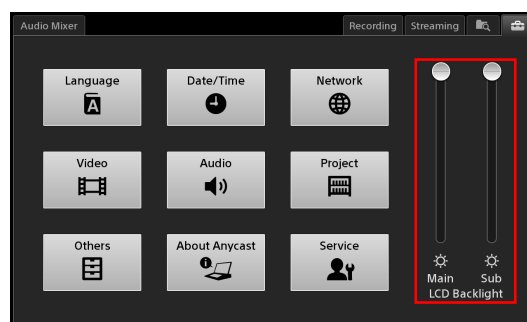 Audio Mixer
Recording
Streaming
Language
Date/Time
Network
A
Video
Audio
Project
Others
About Anycast
Service
Main
Sub
LCD Backlight